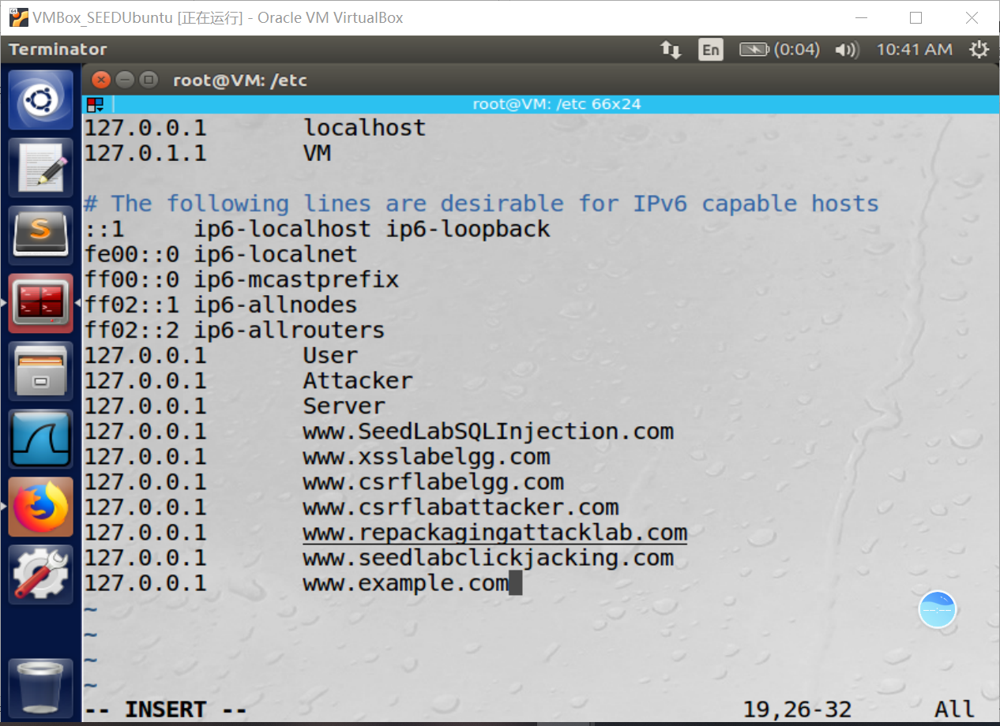 VMBox_SEEDUbuntu [正在运行] - Oracle VM VirtualBox
Terminator En (0:04) 10:41 AM
root@VM: /etc
root@VM: /etc 66x24
127.0.0.1       localhost
127.0.1.1       VM
# The following lines are desirable for IPv6 capable hosts
::1     ip6-localhost ip6-loopback
fe00::0 ip6-localnet
ff00::0 ip6-mcastprefix
ff02::1 ip6-allnodes
ff02::2 ip6-allrouters
127.0.0.1       User
127.0.0.1       Attacker
127.0.0.1       Server
127.0.0.1       www.SeedLabSQLInjection.com
127.0.0.1       www.xsslabelgg.com
127.0.0.1       www.csrflabelgg.com
127.0.0.1       www.csrflabattacker.com
127.0.0.1       www.repackagingattacklab.com
127.0.0.1       www.seedlabclickjacking.com
127.0.0.1       www.example.com
~
~
~
~
-- INSERT --                                    19,26-32      All